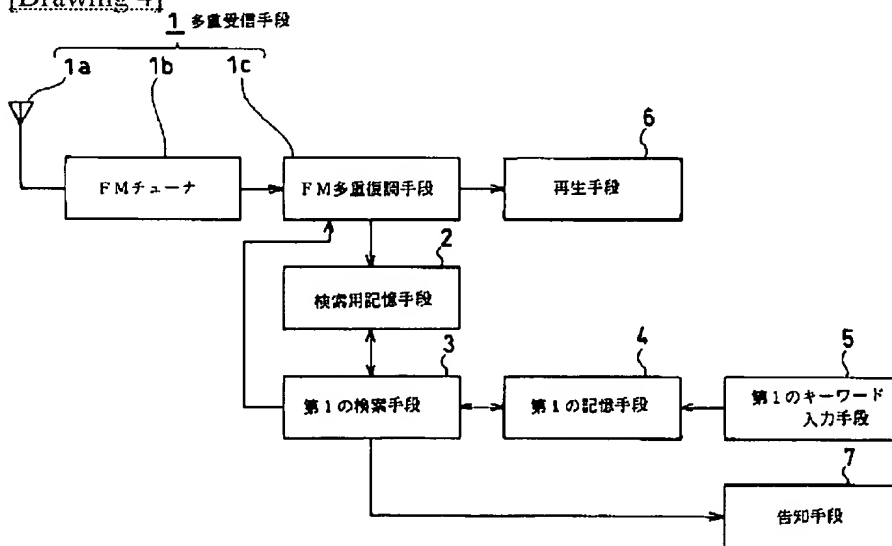 [Drawing 4]
1 多重受信手段
1a 1b 1c
FMチューナ
FM多重復調手段
6
再生手段
2
検索用記憶手段
3
第1の検索手段
4
第1の記憶手段
5
第1のキーワード
入力手段
7
告知手段